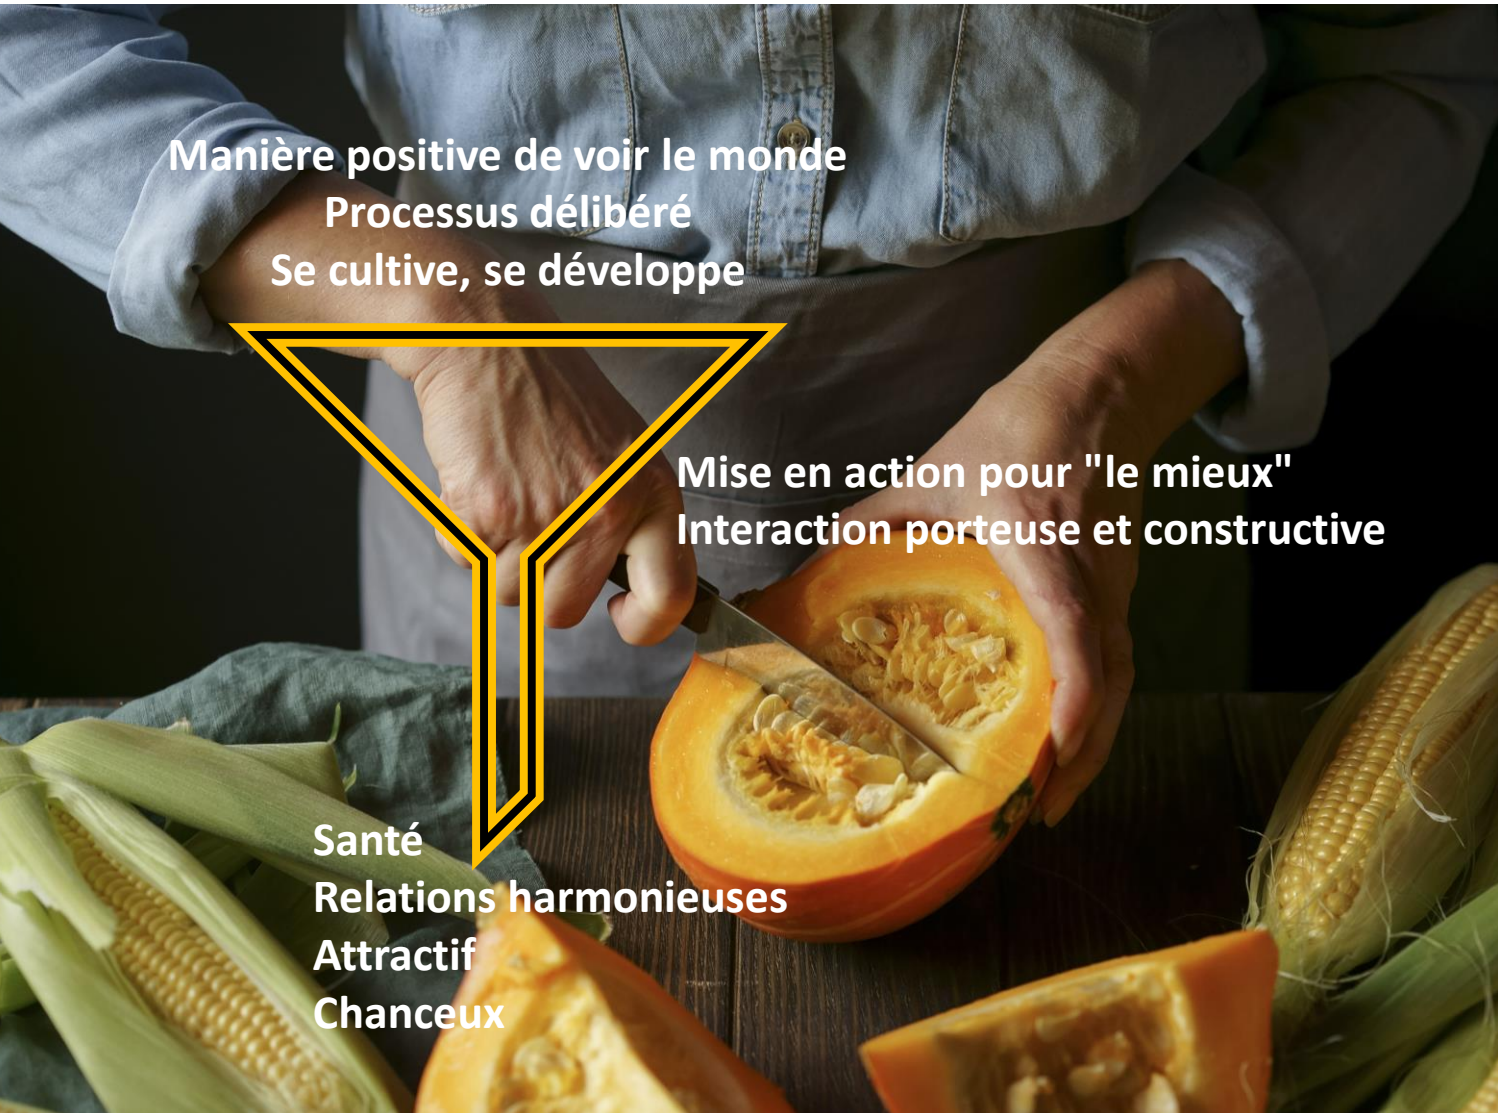 Manière positive de voir le monde
Processus délibéré
Se cultive, se développe
Mise en action pour "le mieux"
Interaction porteuse et constructive
Santé
Relations harmonieuses
Attractif
Chanceux